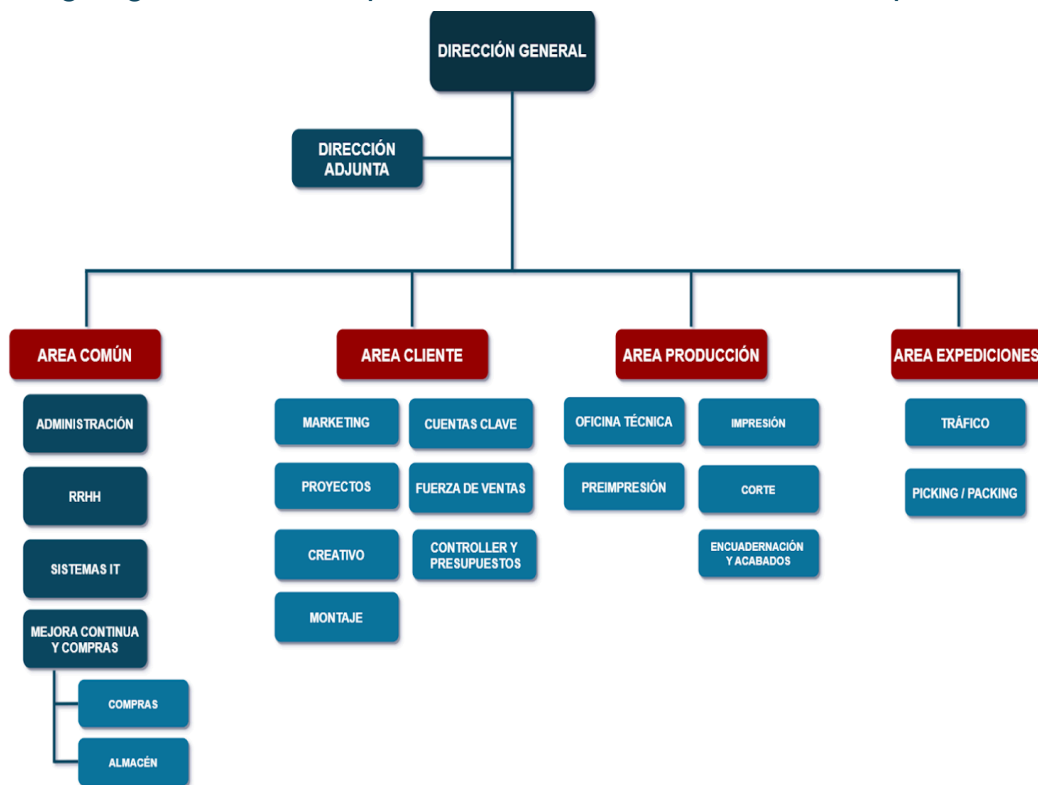 DIRECCIÓN GENERAL
DIRECCIÓN
ADJUNTA
AREA COMÚN
ADMINISTRACIÓN
RRHH
SISTEMAS IT
MEJORA CONTINUA
Y COMPRAS
COMPRAS
ALMACÉN
AREA CLIENTE
MARKETING
PROYECTOS
CREATIVO
MONTAJE
CUENTAS CLAVE
FUERZA DE VENTAS
CONTROLLER Y
PRESUPUESTOS
AREA PRODUCCIÓN
OFICINA TÉCNICA
PREIMPRESIÓN
IMPRESIÓN
CORTE
ENCUADERNACIÓN
Y ACABADOS
AREA EXPEDICIONES
TRÁFICO
PICKING / PACKING